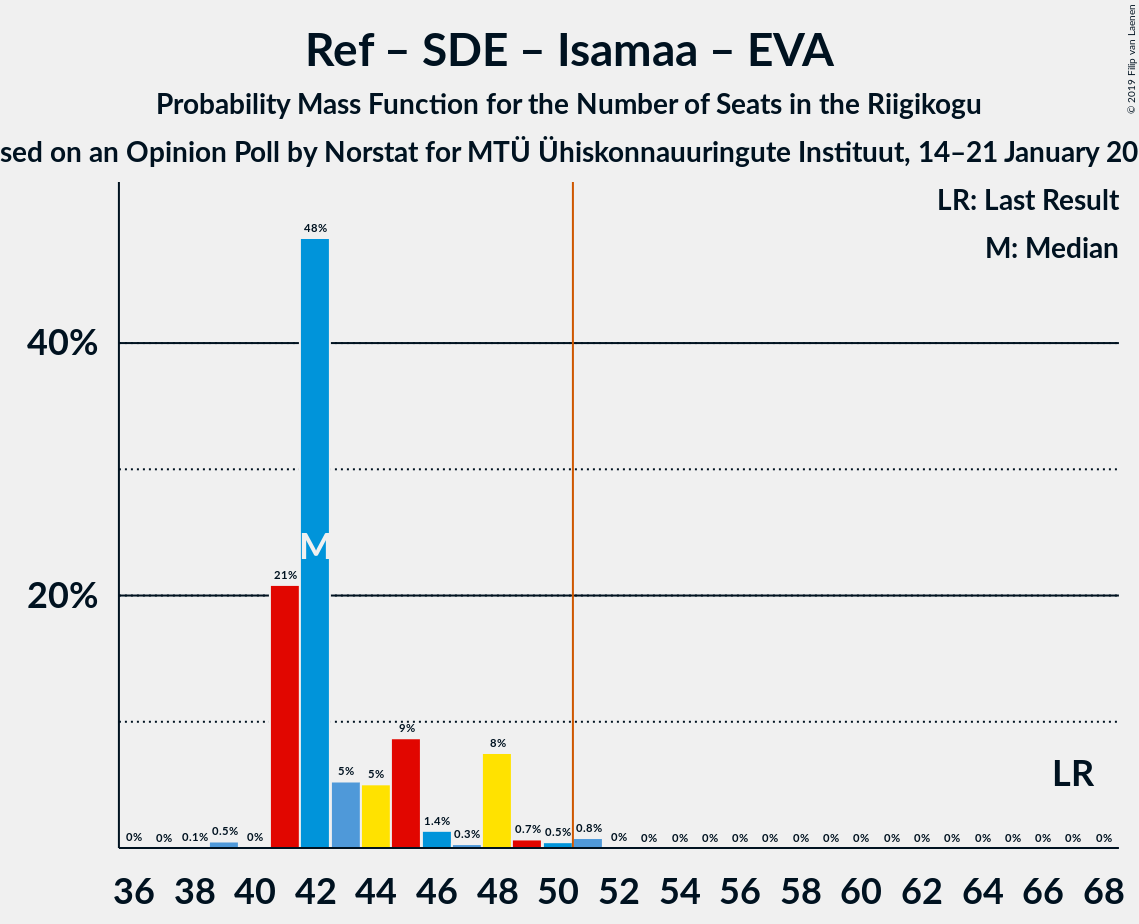 Ref – SDE – Isamaa – EVA
Probability Mass Function for the Number of Seats in the Riigikogu
sed on an Opinion Poll by Norstat for MTÜ Ühiskonnauuringute Instituut, 14–21 January 20
© 2019 Filip van Laenen
LR: Last Result
M: Median
40%
20%
0% 0% 0.1% 0.5% 0% 21% 48% 5% 5% 9% 1.4% 0.3% 8% 0.7% 0.5% 0.8% 0% 0% 0% 0% 0% 0% 0% 0% 0% 0% 0% 0% 0% 0% 0% 0% 0%
M
LR
36 38 40 42 44 46 48 50 52 54 56 58 60 62 64 66 68